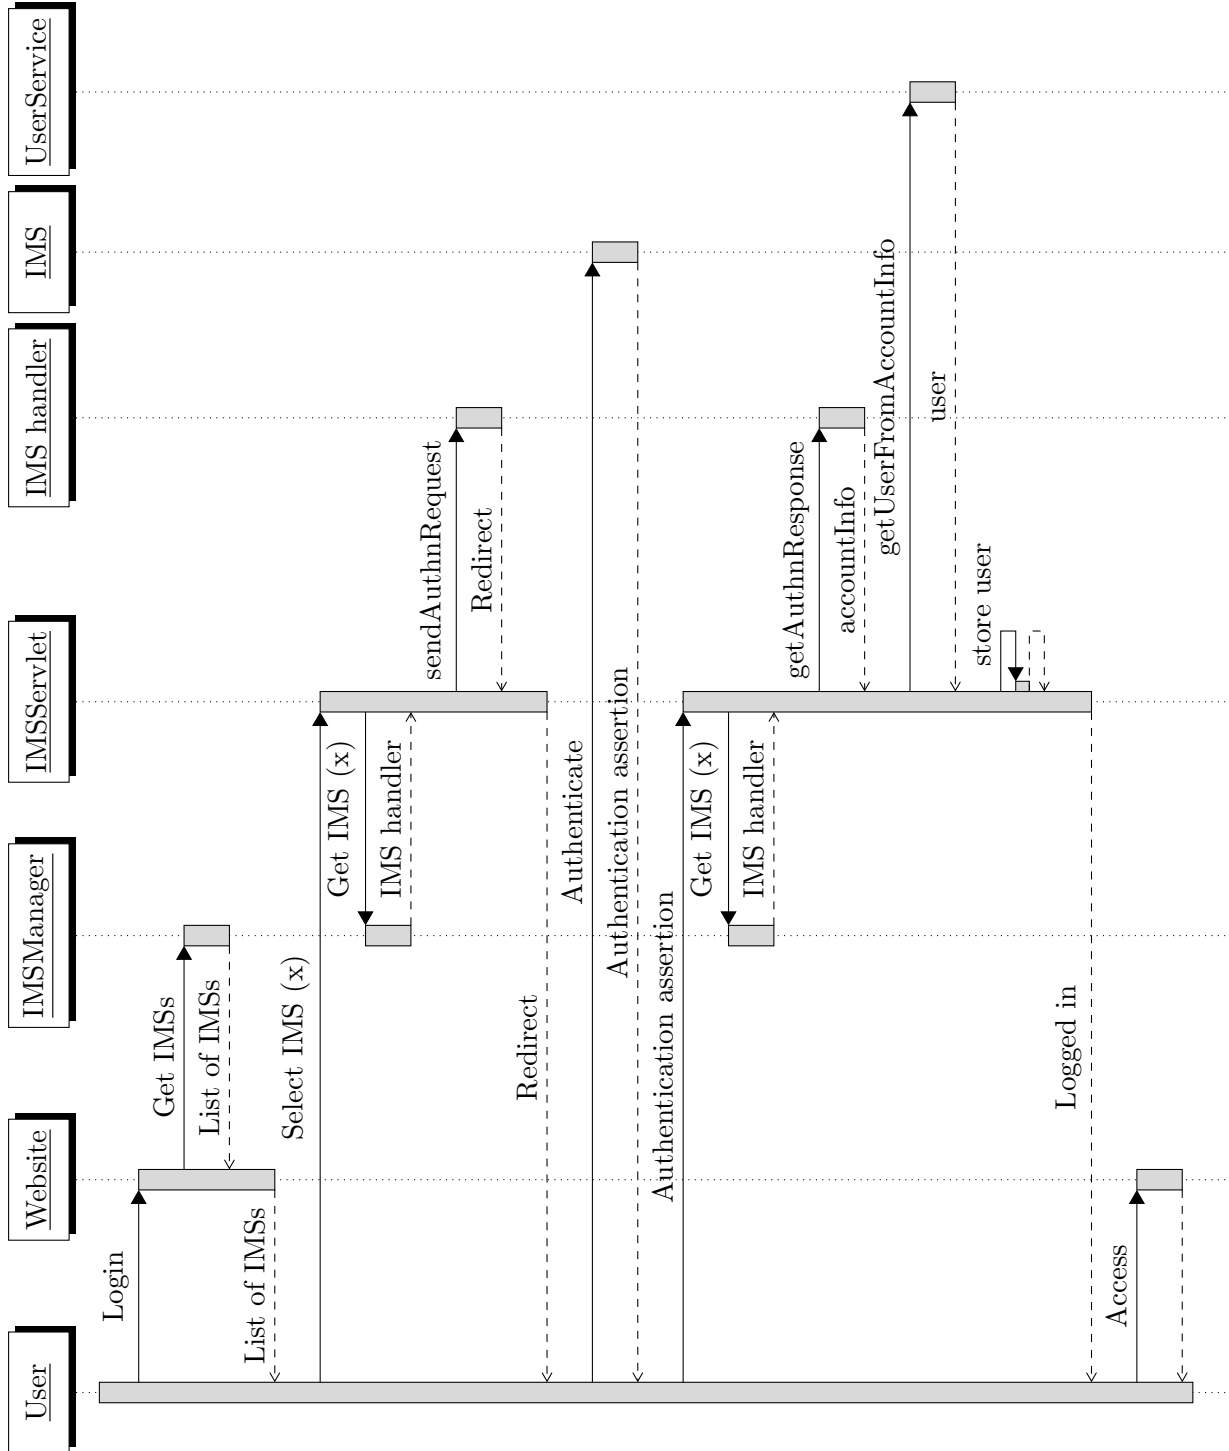 User
Website
IMSManager
IMSServlet
IMS handler
IMS
UserService
Login
Get IMSs
List of IMSs
List of IMSs
Select IMS (x)
Get IMS (x)
IMS handler
sendAuthnRequest
Redirect
Redirect
Authenticate
Authentication assertion
Authentication assertion
Get IMS (x)
IMS handler
getAuthnResponse
accountInfo
getUserFromAccountInfo
user
store user
Logged in
Access